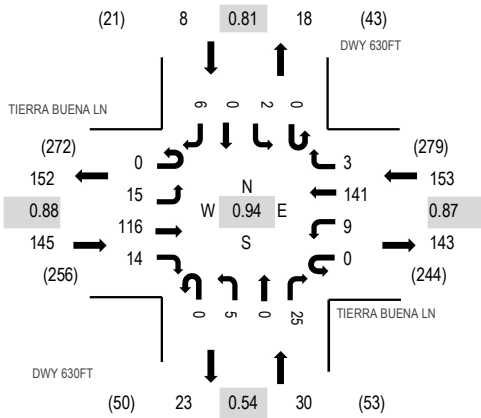 (21) 8 0.81 18 (43)
DWY 630FT
6 0 2 0
TIERRA BUENA LN
(272) (279)
0 3
152 153
15 N 141
0.88 W 0.94 E 0.87
116 9
145 S 143
14 0
(256) (244)
0 5 0 25
TIERRA BUENA LN
DWY 630FT
(50) 23 0.54 30 (53)